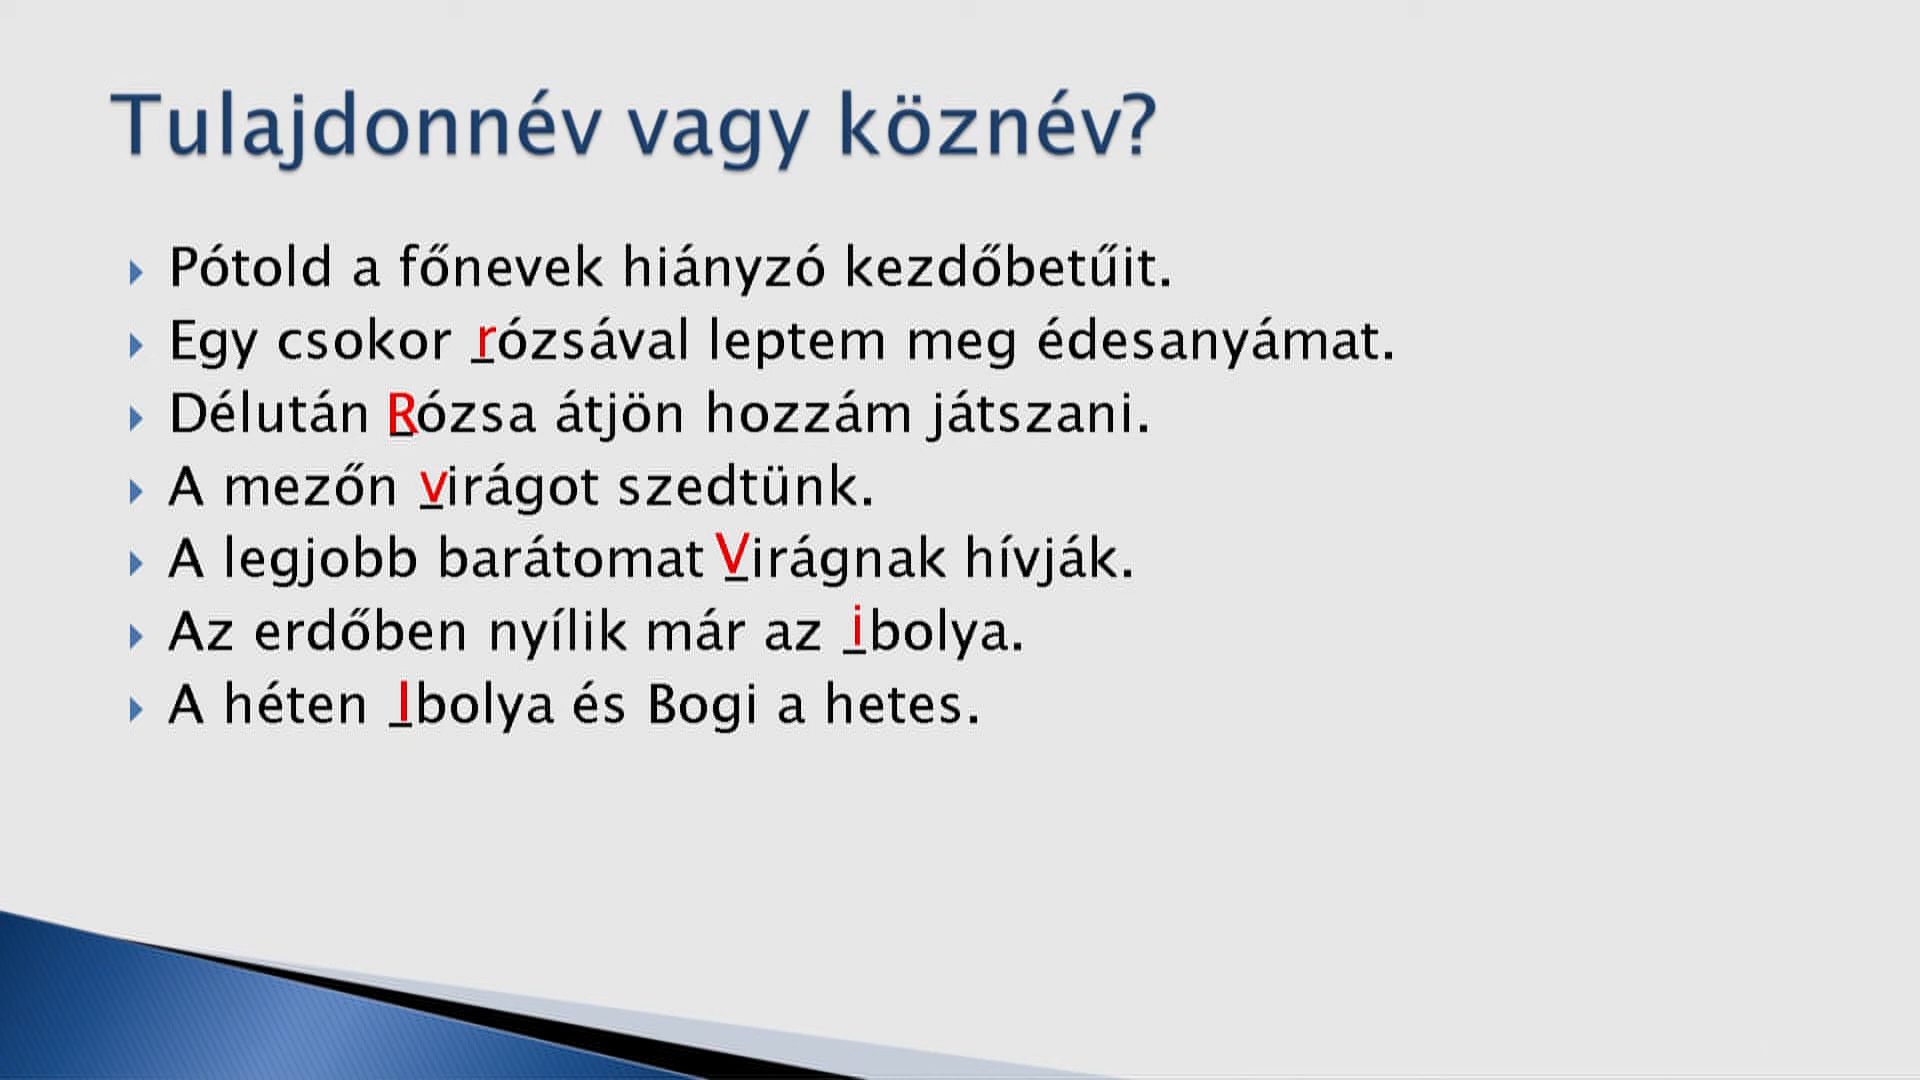 Tulajdonnév vagy köznév?
Pótold a főnevek hiányzó kezdőbetűit.
Egy csokor rózsával leptem meg édesanyámat.
Délután Rózsa átjön hozzám játszani.
A mezőn virágot szedtünk.
A legjobb barátomat Virágnak hívják.
Az erdőben nyílik már az ibolya.
A héten Ibolya és Bogi a hetes.